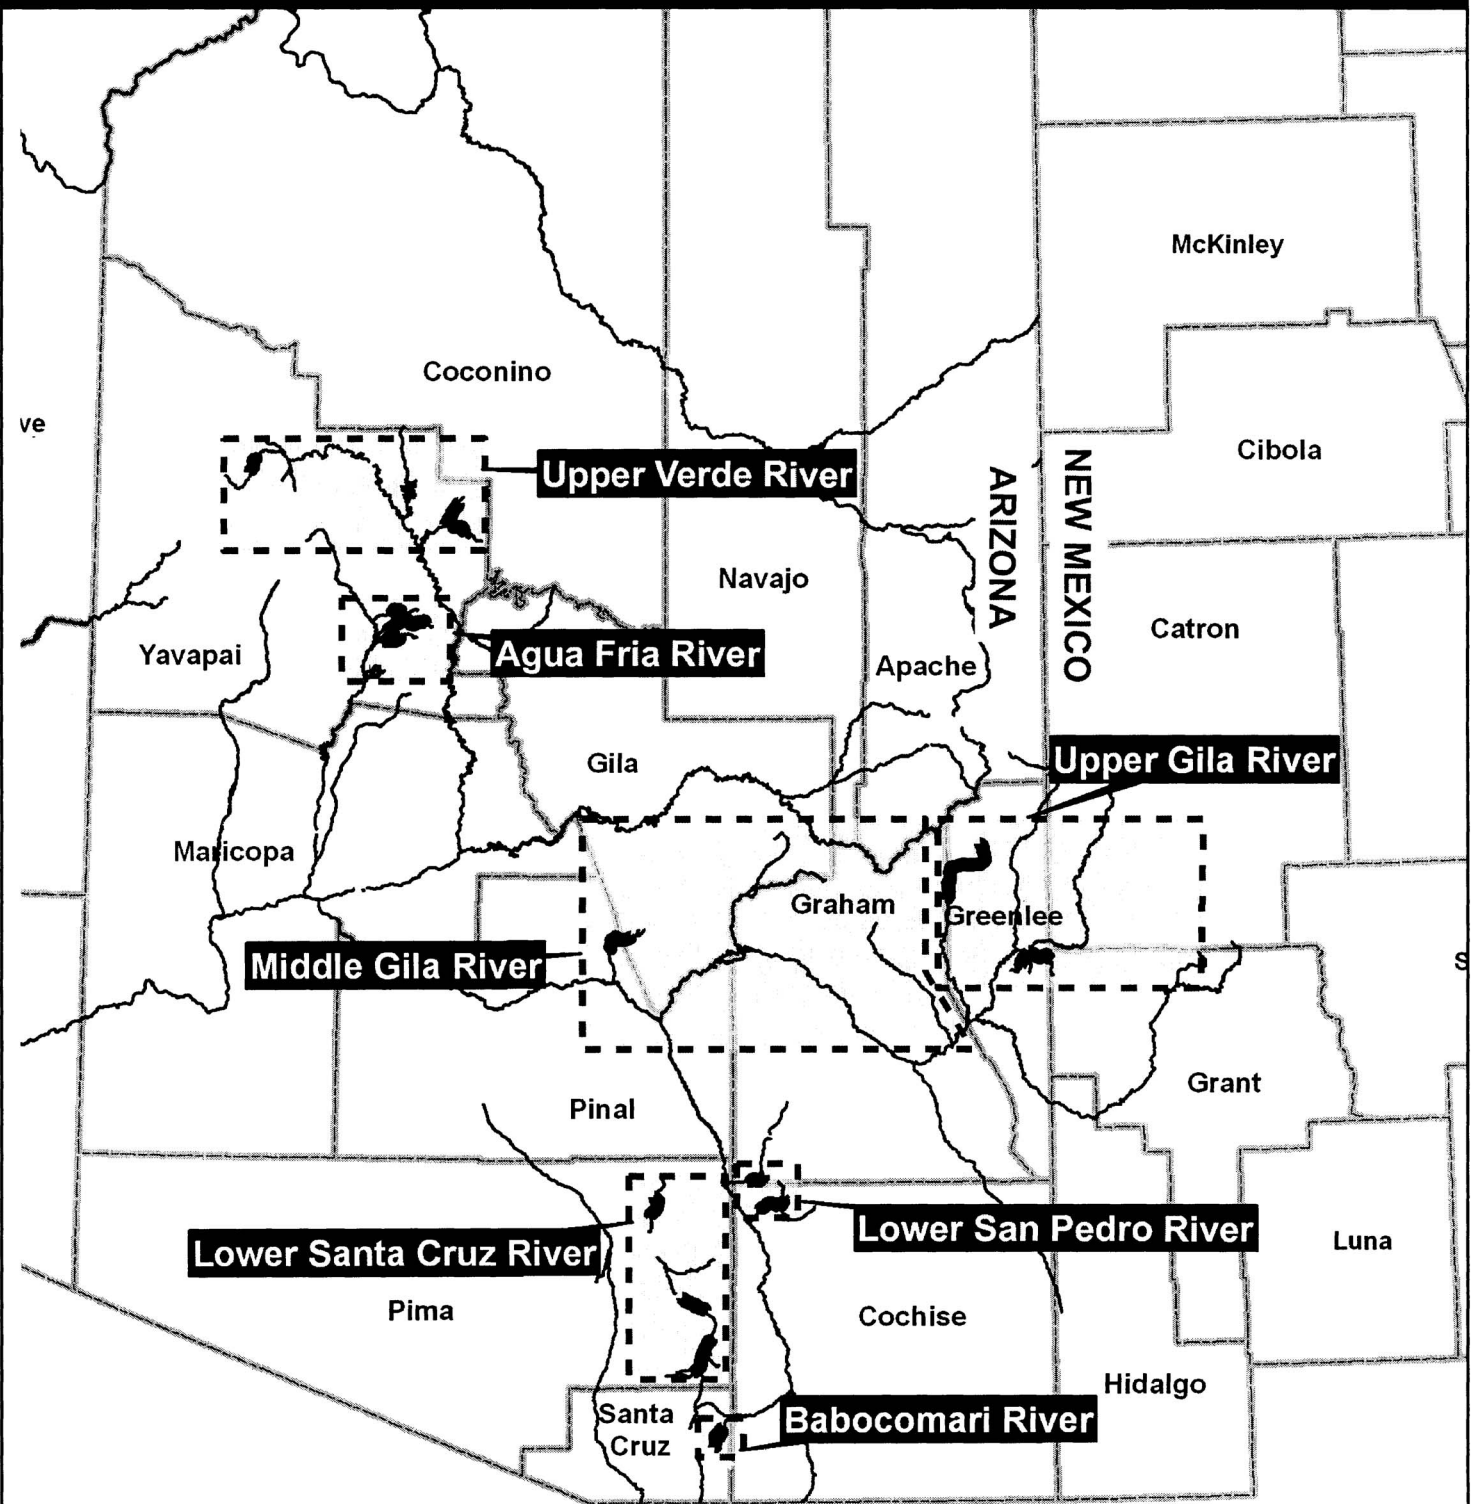 McKinley
Coconino
ve
Cibola
Upper Verde River
ARIZONA
NEW MEXICO
Navajo
Catron
Yavapai
Agua Fria River
Apache
Gila
Upper Gila River
Maricopa
Graham
Greenlee
Middle Gila River
S
Grant
Pinal
Lower San Pedro River
Lower Santa Cruz River
Luna
Pima
Cochise
Hidalgo
Santa
Cruz
Babocomari River